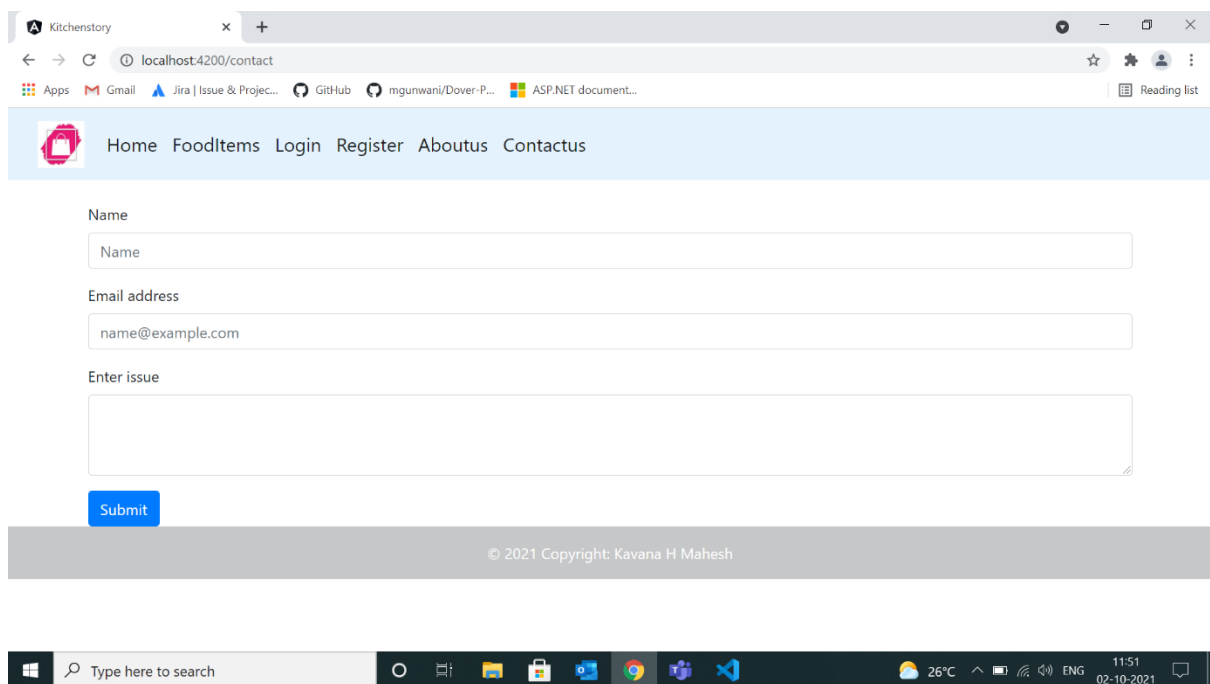 Kitchenstory
localhost:4200/contact
Apps Gmail Jira | Issue & Projec... GitHub mgunwani/Dover-P... ASP.NET document... Reading list
Home FoodItems Login Register Aboutus Contactus
Name
Name
Email address
name@example.com
Enter issue
Submit
© 2021 Copyright: Kavana H Mahesh
Type here to search 26°C ENG 11:51
02-10-2021